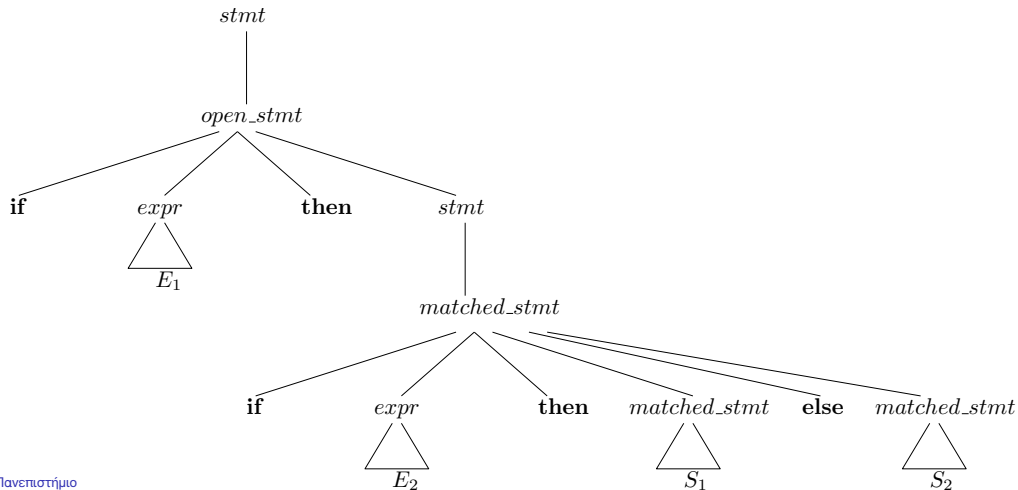 stmt
open_stmt
if expr then stmt
E1
matched_stmt
if expr then matched_stmt else matched_stmt
E2 S1 S2
Πανεπιστήμιο